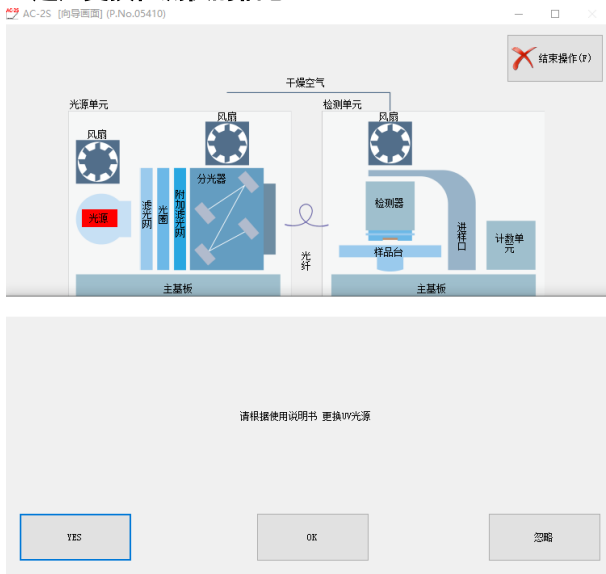 AC-2S [向导画面] (P.No.05410)
结束操作(F)
干燥空气
光源单元
检测单元
风扇
风扇
风扇
光源
滤光网
光圈
附加滤光网
分光器
光纤
检测器
样品台
进样口
计数单元
主基板
主基板
请根据使用说明书 更换UV光源
YES
OK
忽略